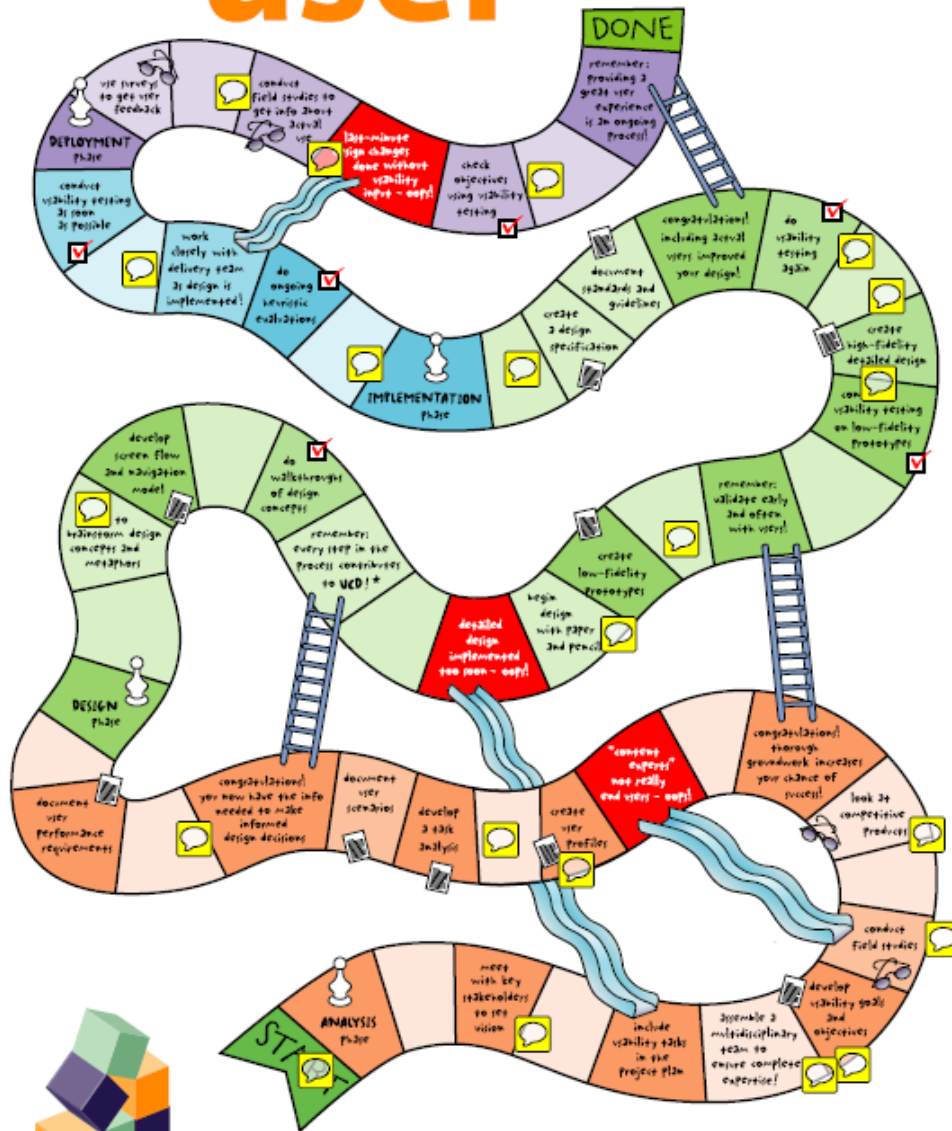 user
DONE
remember:
providing a
great user
experience
is an ongoing
process!
use surveys
to get user
feedback
conduct
field studies to
get info about
actual
use
last-minute
sign changes
done without
usability
input - oops!
check
objectives
using usability
testing
DEPLOYMENT
phase
conduct
usability testing
as soon
as possible
work
closely with
delivery team
as design is
implemented!
do
ongoing
heuristic
evaluations
IMPLEMENTATION
phase
create
a design
specification
document
standards and
guidelines
congratulations!
including actual
users improved
your design!
do
usability
testing
again
create
high-fidelity
detailed design
con
usability testing
on low-fidelity
prototypes
remember:
validate early
and often
with users!
create
low-fidelity
prototypes
begin
design
with paper
and pencil
detailed
design
implemented
too soon - oops!
remember:
every step in the
process contributes
to UCD! *
do
walkthroughs
of design
concepts
develop
screen flow
and navigation
model
to
brainstorm design
concepts and
metaphors
DESIGN
phase
document
user
performance
requirements
congratulations!
you now have the info
needed to make
informed
design decisions
document
user
scenarios
develop
a task
analysis
create
user
profiles
"content
experts"
not really
end users - oops!
congratulations!
thorough
groundwork increases
your chance of
success!
look at
competitive
products
conduct
field studies
develop
usability goals
and
objectives
assemble a
multidisciplinary
team to
ensure complete
expertise!
include
usability tasks
in the
project plan
meet
with key
stakeholders
to set
vision
ANALYSIS
phase
STA